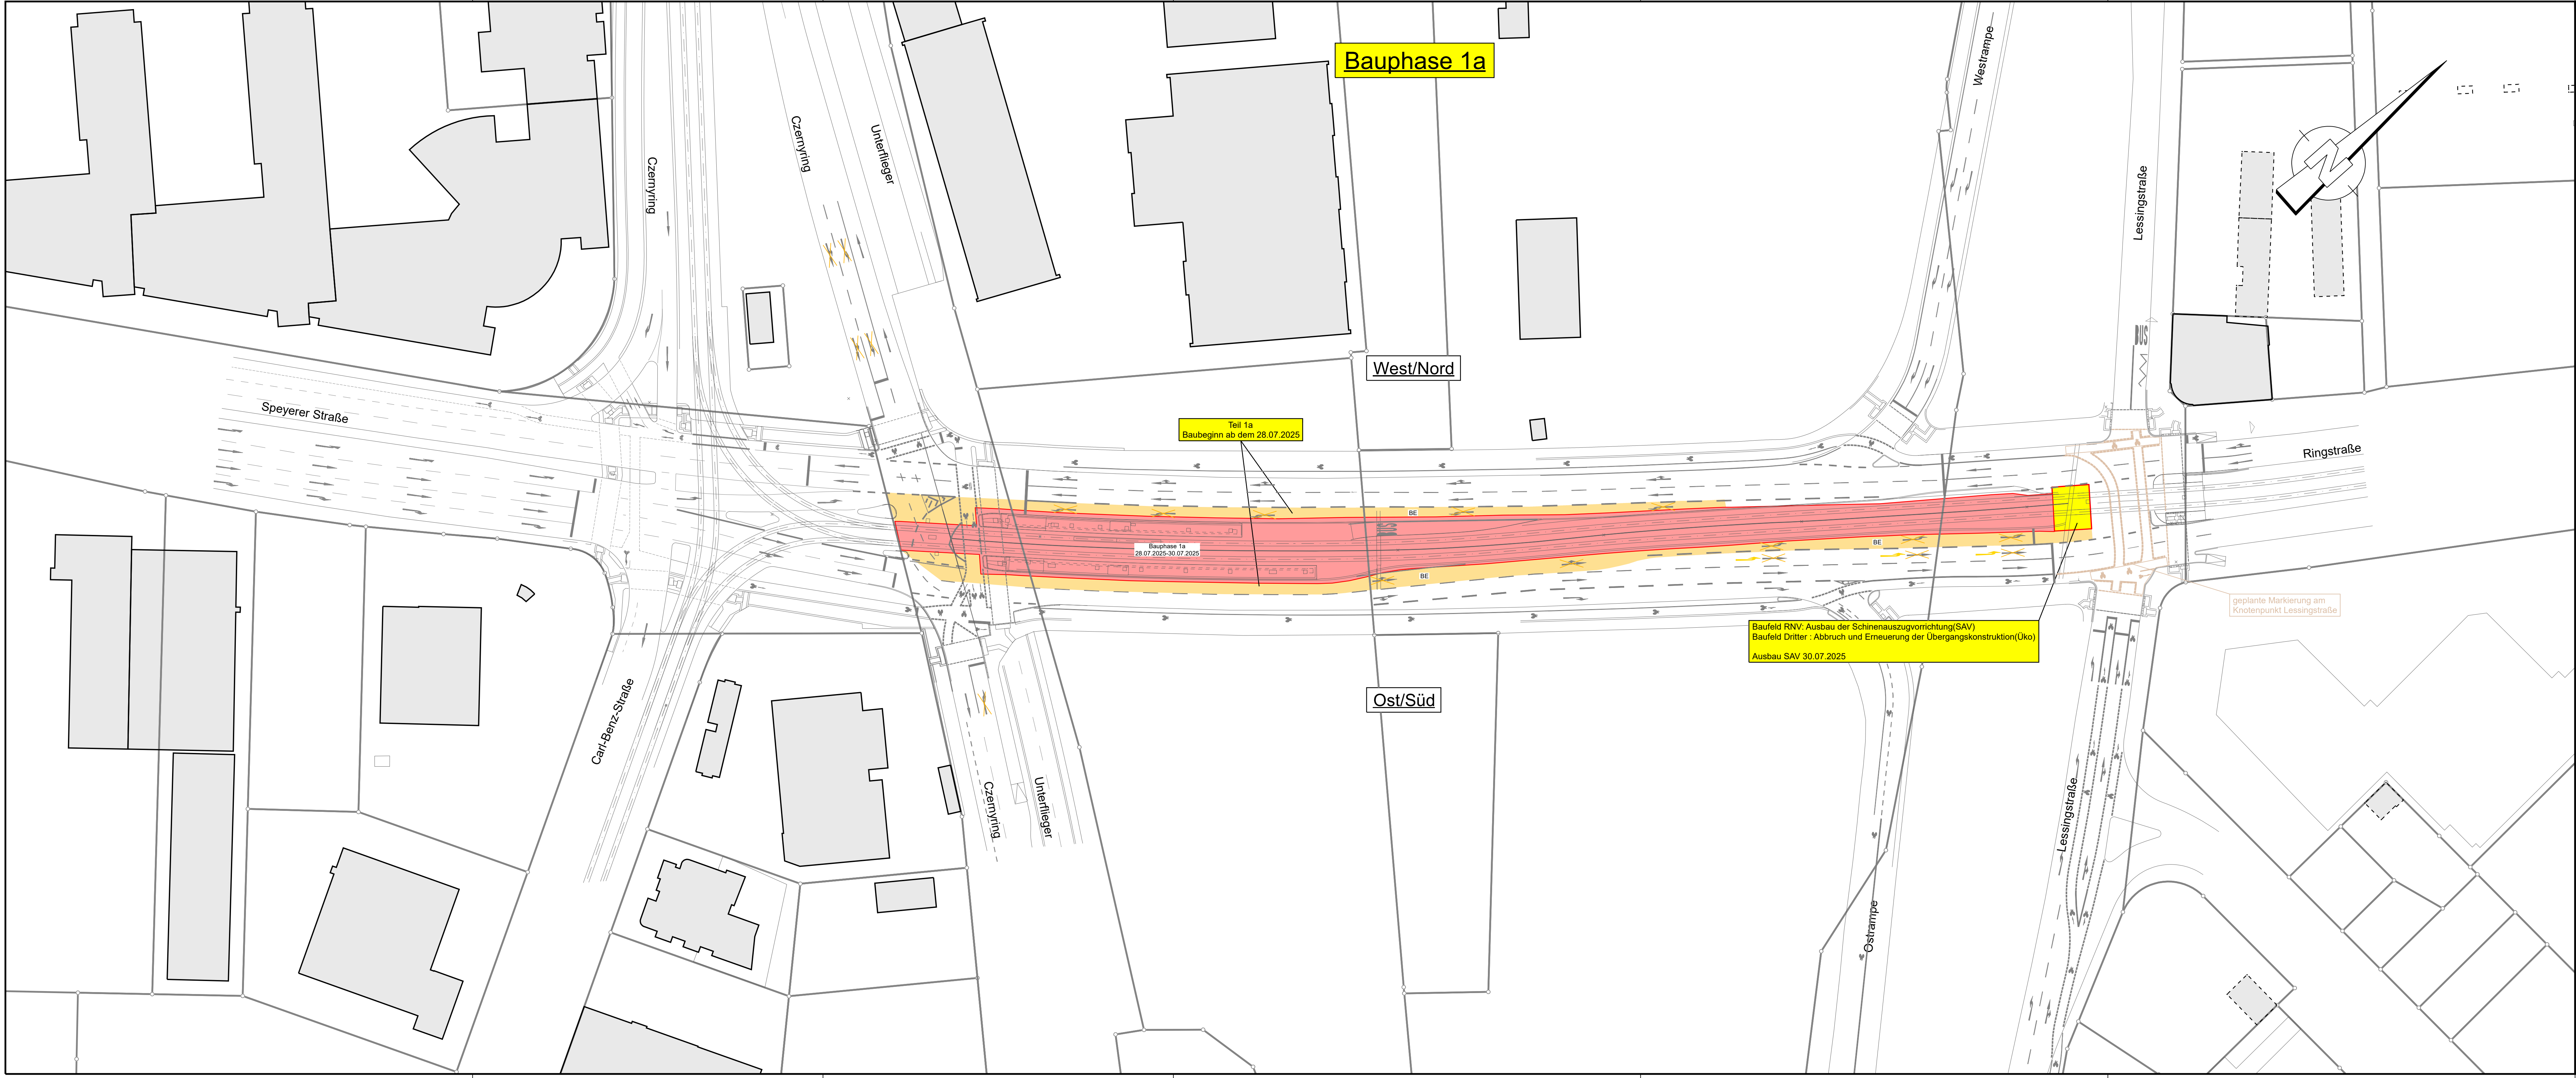 Bauphase 1a
Westrampe
Czernyring
Unterflieger
Czernyring
Lessingstraße
N
BUS
West/Nord
Speyerer Straße
Teil 1a
Baubeginn ab dem 28.07.2025
Ringstraße
BE
BUS
BE
Bauphase 1a
28.07.2025-30.07.2025
BE
geplante Markierung am
Knotenpunkt Lessingstraße
Baufeld RNV: Ausbau der Schinenauszugvorrichtung(SAV)
Baufeld Dritter : Abbruch und Erneuerung der Übergangskonstruktion(Üko)
Ausbau SAV 30.07.2025
Ost/Süd
Carl-Benz-Straße
Czernyring
Unterflieger
Lessingstraße
Ostrampe